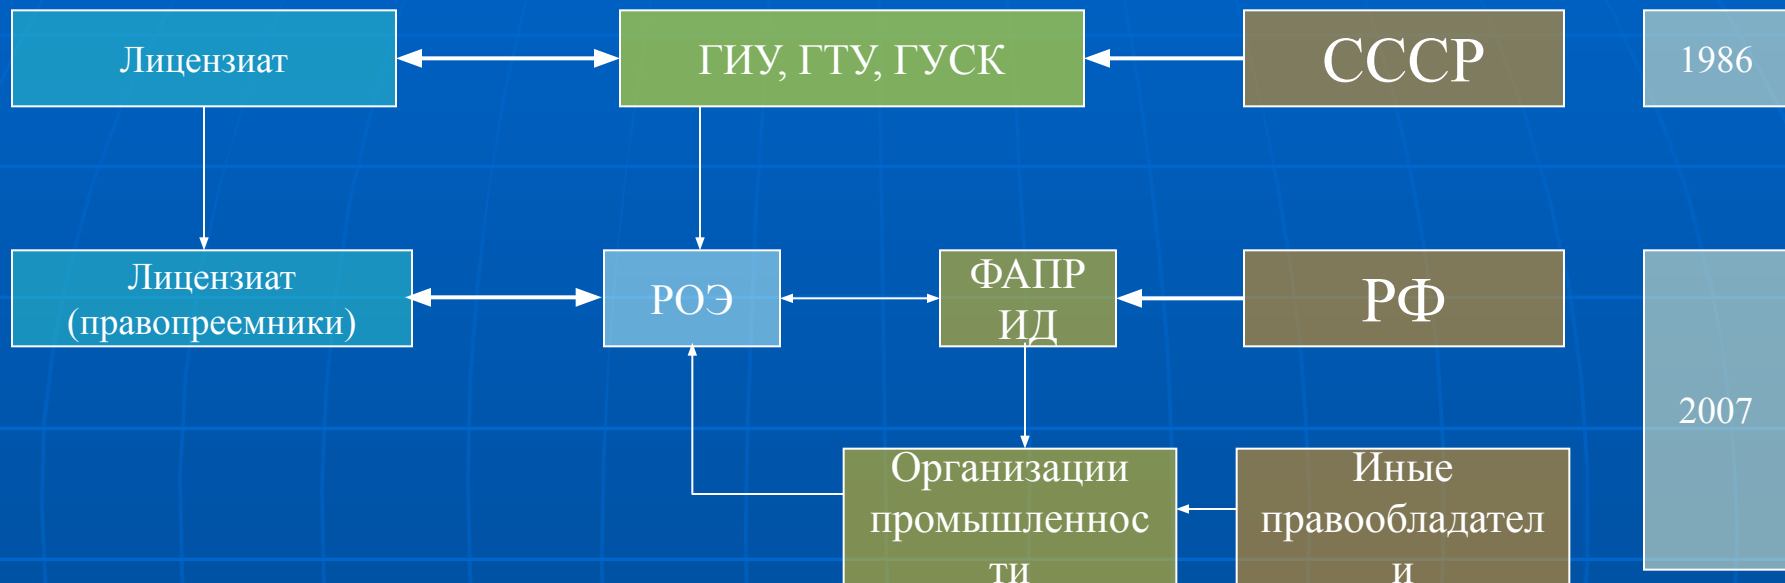 Лицензиат
ГИУ, ГТУ, ГУСК
СССР
1986
Лицензиат
(правопреемники)
РОЭ
ФАПР
ИД
РФ
2007
Организации
промышленнос
ти
Иные
правообладател
и